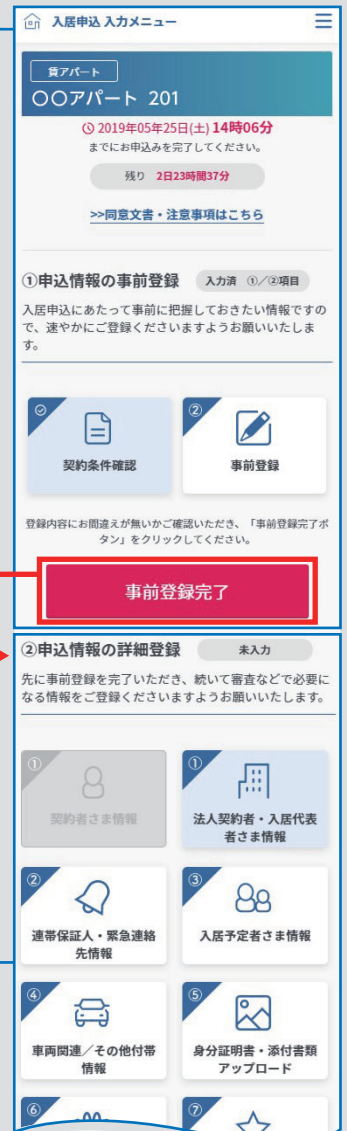 入居申込 入力メニュー
賃アパート
〇〇アパート 201
2019年05年25日(土) 14時06分
までにお申込みを完了してください。
残り 2日23時間37分
>>同意文書・注意事項はこちら
①申込情報の事前登録 入力済 ①／②項目
入居申込にあたって事前に把握しておきたい情報ですの
で、速やかにご登録くださいますようお願いいたしま
す。
契約条件確認
② 事前登録
登録内容にお間違えが無いかご確認いただき、「事前登録完了ボ
タン」をクリックしてください。
事前登録完了
②申込情報の詳細登録 未入力
先に事前登録を完了いただき、続いて審査などで必要に
なる情報をご登録くださいますようお願いいたします。
① 契約者さま情報
① 法人契約者・入居代表
者さま情報
② 連帯保証人・緊急連絡
先情報
③ 入居予定者さま情報
④ 車両関連／その他付帯
情報
⑤ 身分証明書・添付書類
アップロード
⑥
⑦